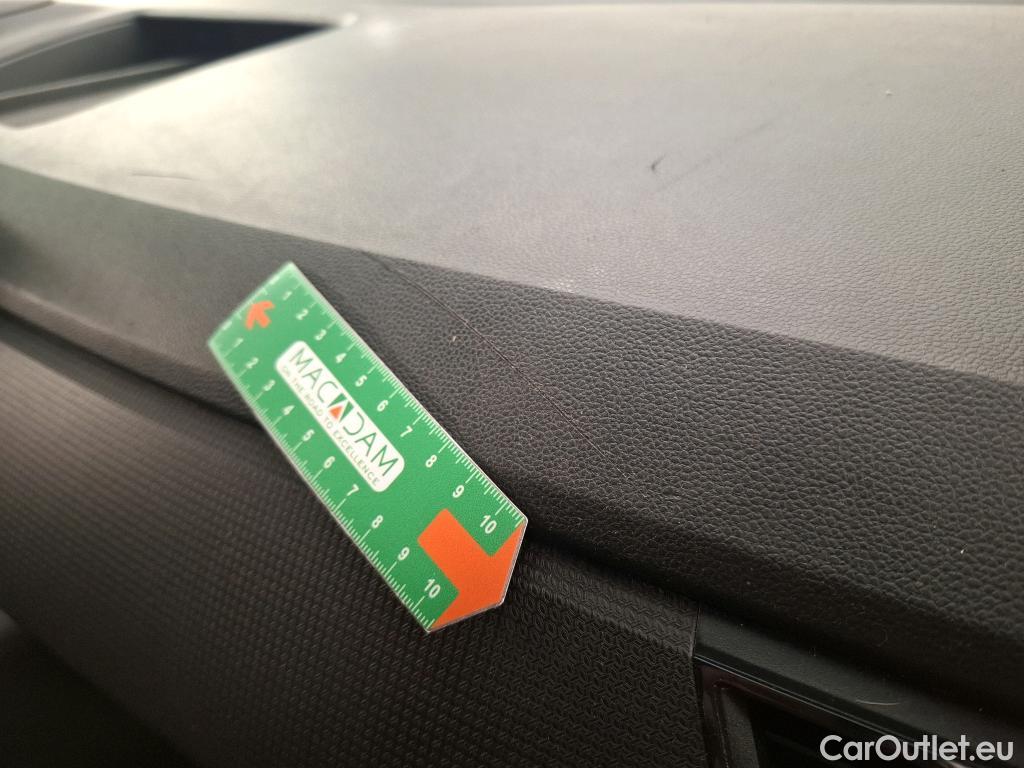 1 2 3 4 5 6 7 8 9 10
MACADAM
ON THE ROAD TO EXCELLENCE
1 2 3 4 5 6 7 8 9 10
CarOutlet.eu